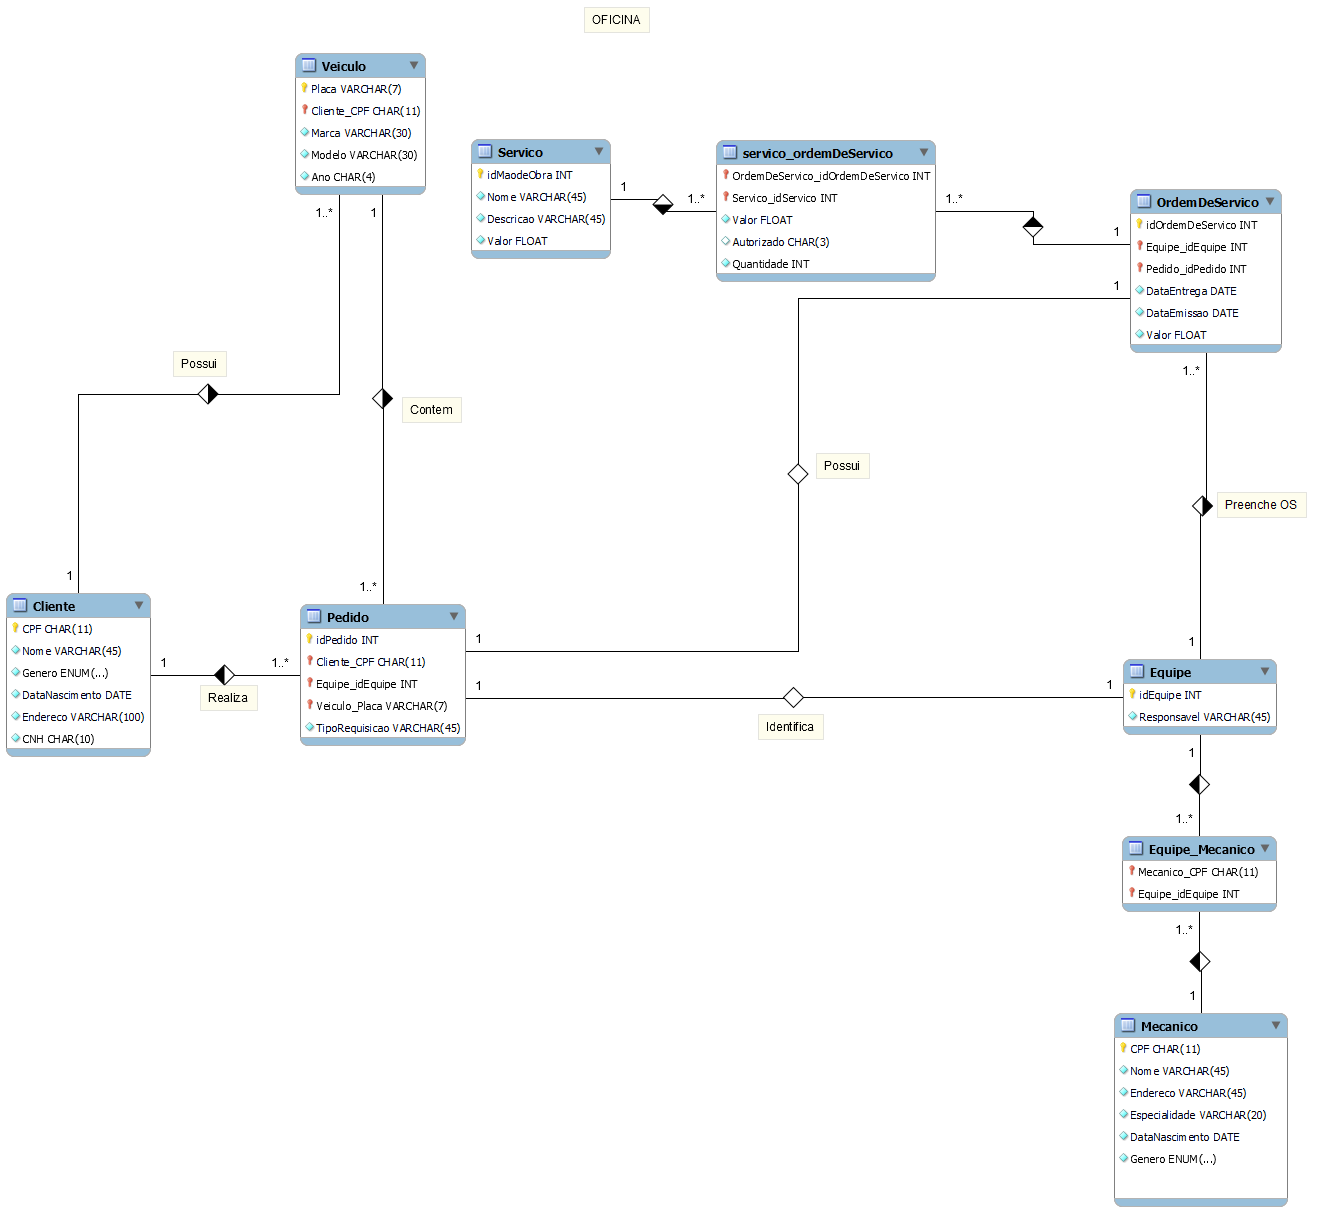 OFICINA
Veiculo
Placa VARCHAR(7)
Cliente_CPF CHAR(11)
Marca VARCHAR(30)
Modelo VARCHAR(30)
Ano CHAR(4)
1..*
1
Servico
idMaodeObra INT
Nome VARCHAR(45)
Descricao VARCHAR(45)
Valor FLOAT
1
1..*
servico_ordemDeServico
OrdemDeServico_idOrdemDeServico INT
Servico_idServico INT
Valor FLOAT
Autorizado CHAR(3)
Quantidade INT
1..*
1
1
OrdemDeServico
idOrdemDeServico INT
Equipe_idEquipe INT
Pedido_idPedido INT
DataEntrega DATE
DataEmissao DATE
Valor FLOAT
1..*
Possui
Contem
Possui
Preenche OS
1
1..*
1
Cliente
CPF CHAR(11)
Nome VARCHAR(45)
Genero ENUM(...)
DataNascimento DATE
Endereco VARCHAR(100)
CNH CHAR(10)
1
1..*
Realiza
Pedido
idPedido INT
Cliente_CPF CHAR(11)
Equipe_idEquipe INT
Veiculo_Placa VARCHAR(7)
TipoRequisicao VARCHAR(45)
1
1
1
Identifica
Equipe
idEquipe INT
Responsavel VARCHAR(45)
1
1..*
Equipe_Mecanico
Mecanico_CPF CHAR(11)
Equipe_idEquipe INT
1..*
1
Mecanico
CPF CHAR(11)
Nome VARCHAR(45)
Endereco VARCHAR(45)
Especialidade VARCHAR(20)
DataNascimento DATE
Genero ENUM(...)